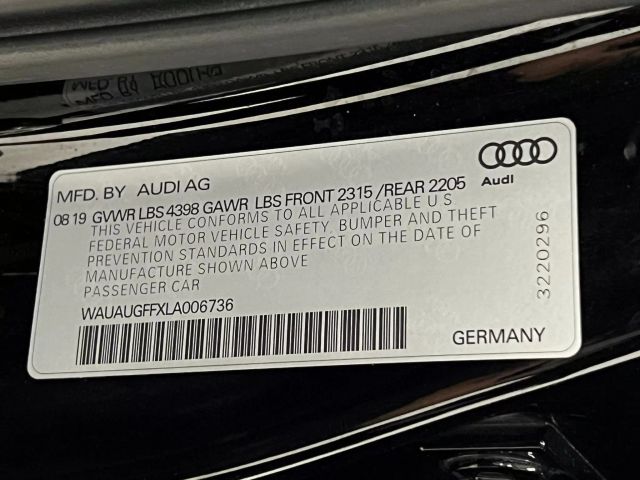 MFD. BY AUDI AG
Audi
08 19 GVWR LBS 4398 GAWR LBS FRONT 2315 /REAR 2205
THIS VEHICLE CONFORMS TO ALL APPLICABLE U S
FEDERAL MOTOR VEHICLE SAFETY, BUMPER AND THEFT
PREVENTION STANDARDS IN EFFECT ON THE DATE OF
MANUFACTURE SHOWN ABOVE
PASSENGER CAR
WAUAUGFFXLA006736
GERMANY
3220296